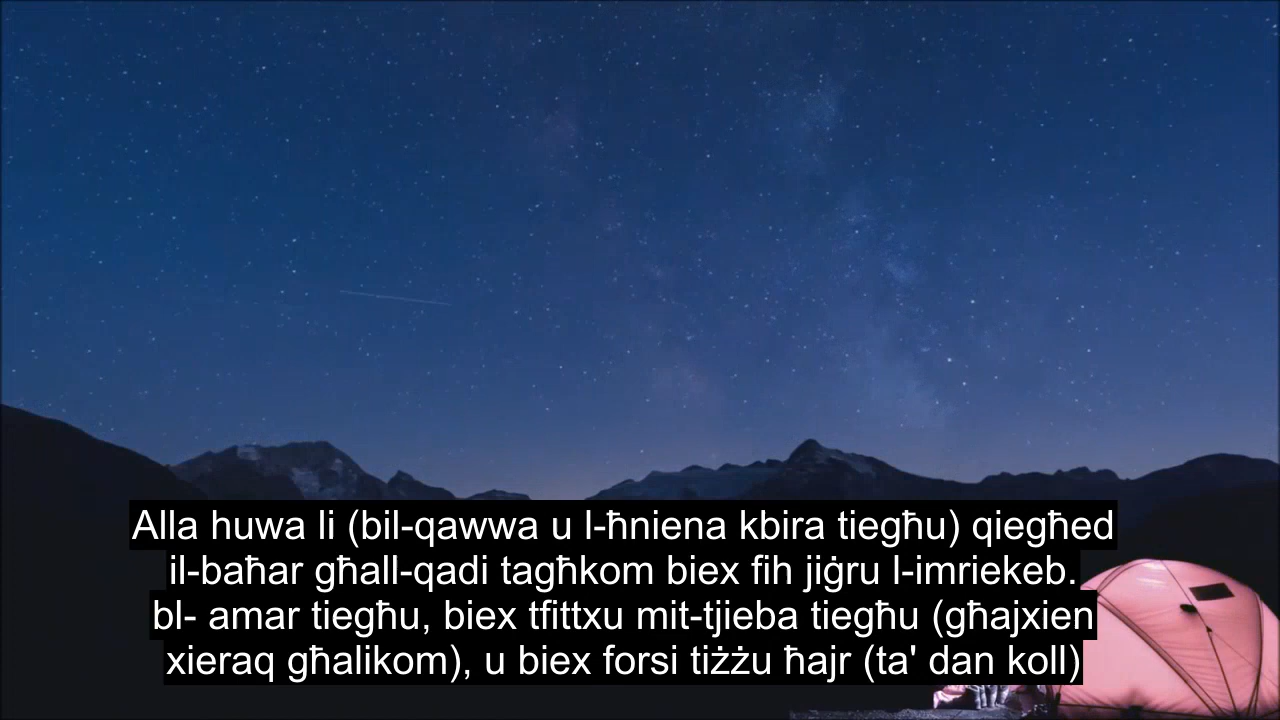 Alla huwa li (bil-qawwa u l-ħniena kbira tiegħu) qiegħed
il-baħar għall-qadi tagħkom biex fih jiġru l-imriekeb.
bl- amar tiegħu, biex tfittxu mit-tjieba tiegħu (għajxien
xieraq għalikom), u biex forsi tiżżu ħajr (ta' dan koll)